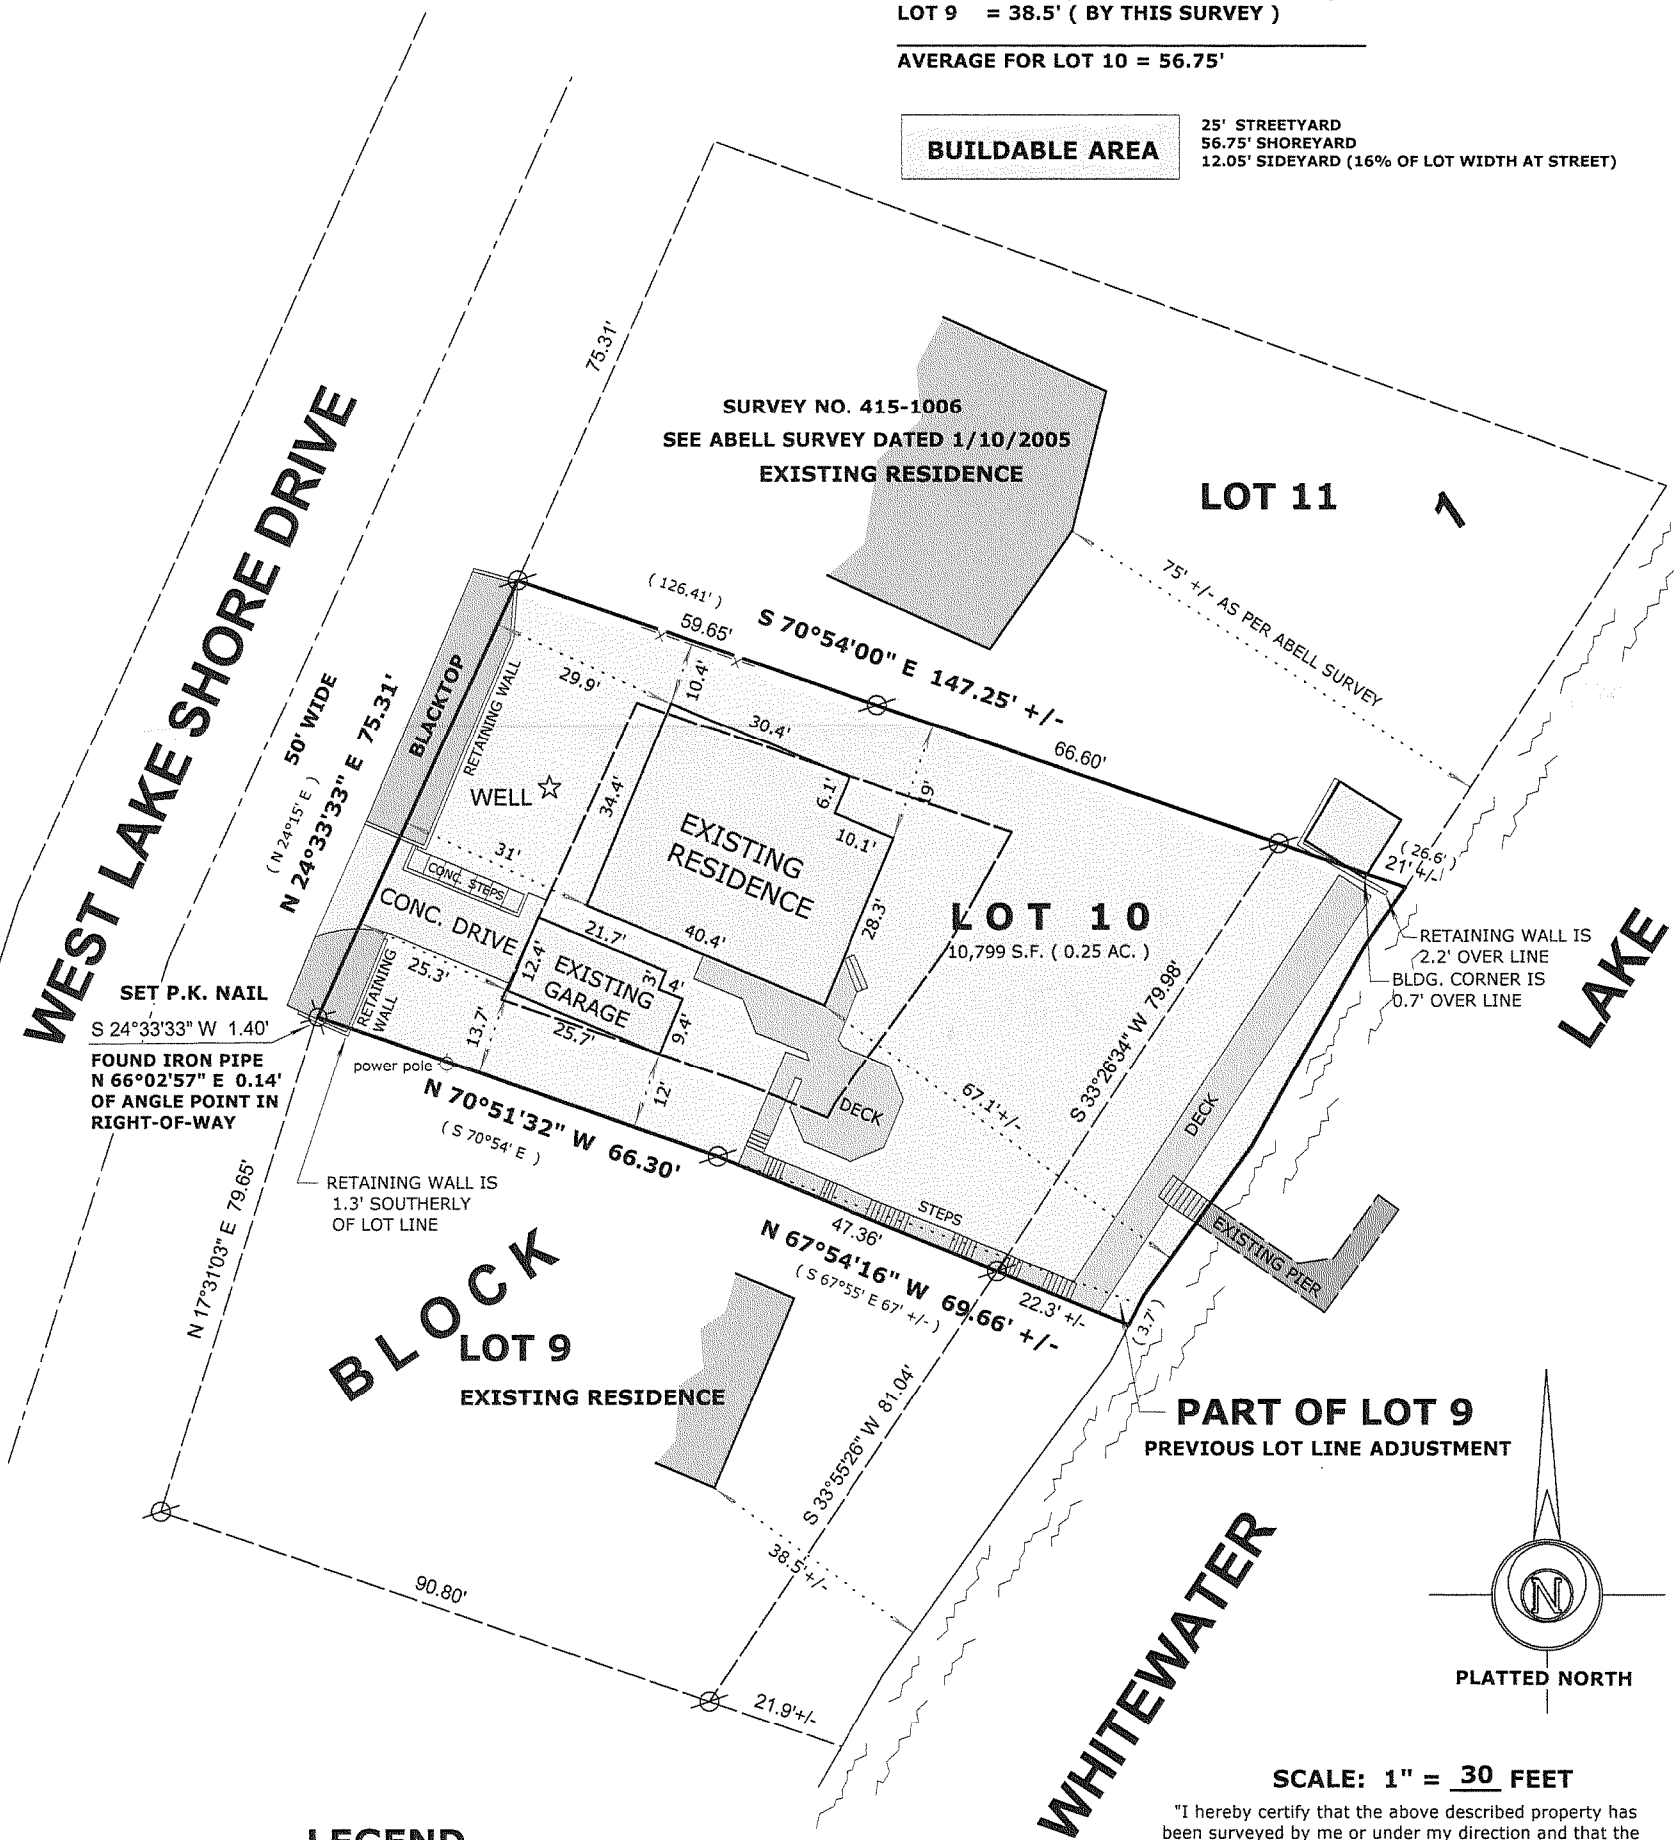 LOT 9 = 38.5' ( BY THIS SURVEY )
AVERAGE FOR LOT 10 = 56.75'
BUILDABLE AREA
25' STREETYARD
56.75' SHOREYARD
12.05' SIDEYARD (16% OF LOT WIDTH AT STREET)
75.31'
SURVEY NO. 415-1006
SEE ABELL SURVEY DATED 1/10/2005
EXISTING RESIDENCE
LOT 11
1
75' +/- AS PER ABELL SURVEY
WEST LAKE SHORE DRIVE
50' WIDE
( N 24°15' E )
N 24°33'33" E 75.31'
BLACKTOP
RETAINING WALL
( 126.41' )
59.65'
S 70°54'00" E 147.25' +/-
66.60'
29.9'
10.4'
30.4'
19'
WELL
34.4'
6.1'
10.1'
EXISTING
RESIDENCE
31'
CONC. STEPS
CONC. DRIVE
21.7'
40.4'
28.3'
LOT 10
10,799 S.F. ( 0.25 AC. )
( 26.6' )
21' +/-
RETAINING WALL IS
2.2' OVER LINE
BLDG. CORNER IS
0.7' OVER LINE
LAKE
25.3'
12.4'
EXISTING
GARAGE
3'
4'
9.4'
25.7'
13.7'
12'
RETAINING
WALL
SET P.K. NAIL
S 24°33'33" W 1.40'
FOUND IRON PIPE
N 66°02'57" E 0.14'
OF ANGLE POINT IN
RIGHT-OF-WAY
power pole
N 70°51'32" W 66.30'
( S 70°54' E )
DECK
67.1'+/-
S 33°26'34" W 79.98'
DECK
RETAINING WALL IS
1.3' SOUTHERLY
OF LOT LINE
N 17°31'03" E 79.65'
STEPS
47.36'
N 67°54'16" W 69.66' +/-
( S 67°55' E 67' +/- )
22.3' +/-
( 3.7' )
EXISTING PIER
BLOCK
LOT 9
EXISTING RESIDENCE
PART OF LOT 9
PREVIOUS LOT LINE ADJUSTMENT
S 33°55'26" W 81.04'
38.5'+/-
90.80'
21.9'+/-
WHITEWATER
N
PLATTED NORTH
SCALE: 1" = 30 FEET
"I hereby certify that the above described property has
been surveyed by me or under my direction and that the
LEGEND